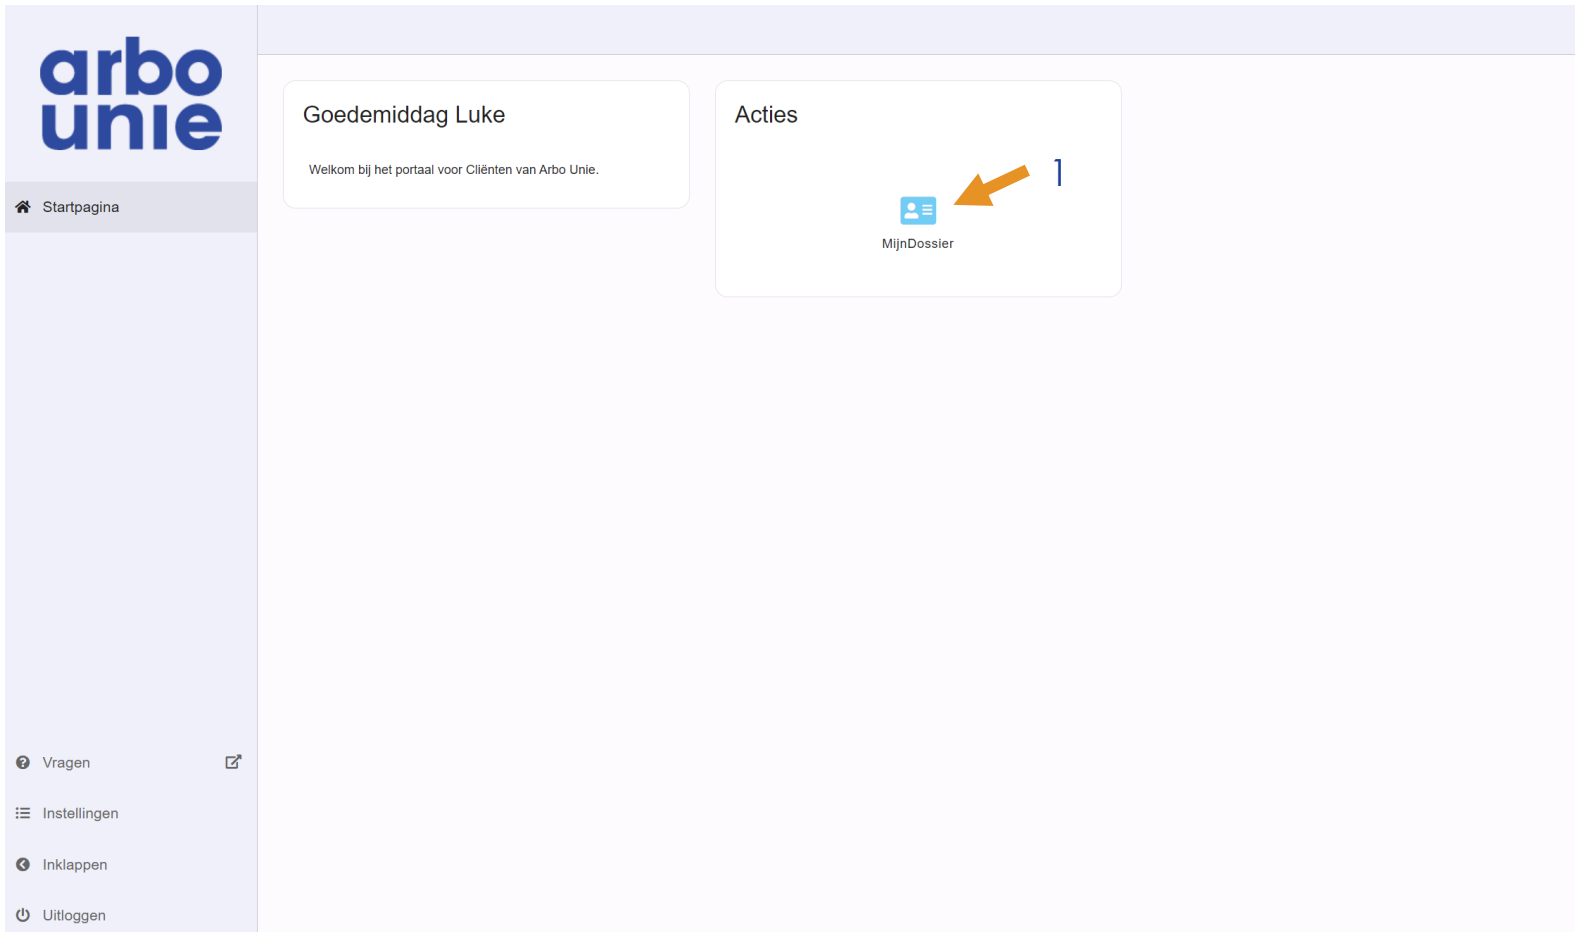 arbo
unie
Startpagina
Goedemiddag Luke
Welkom bij het portaal voor Cliënten van Arbo Unie.
Acties
1
MijnDossier
Vragen
Instellingen
Inklappen
Uitloggen